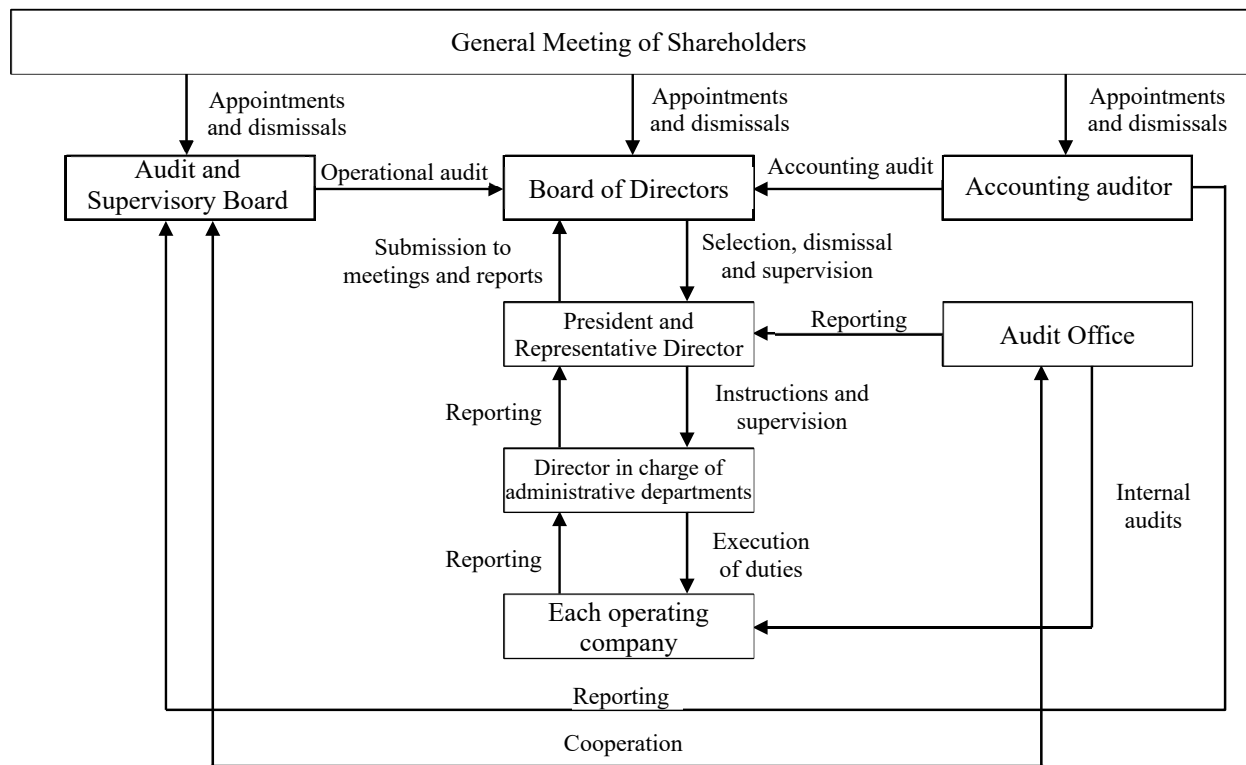 General Meeting of Shareholders
Appointments
and dismissals
Appointments
and dismissals
Appointments
and dismissals
Audit and
Supervisory Board
Operational audit
Board of Directors
Accounting audit
Accounting auditor
Submission to
meetings and reports
Selection, dismissal
and supervision
President and
Representative Director
Reporting
Audit Office
Reporting
Instructions and
supervision
Director in charge of
administrative departments
Internal
audits
Reporting
Execution
of duties
Each operating
company
Reporting
Cooperation